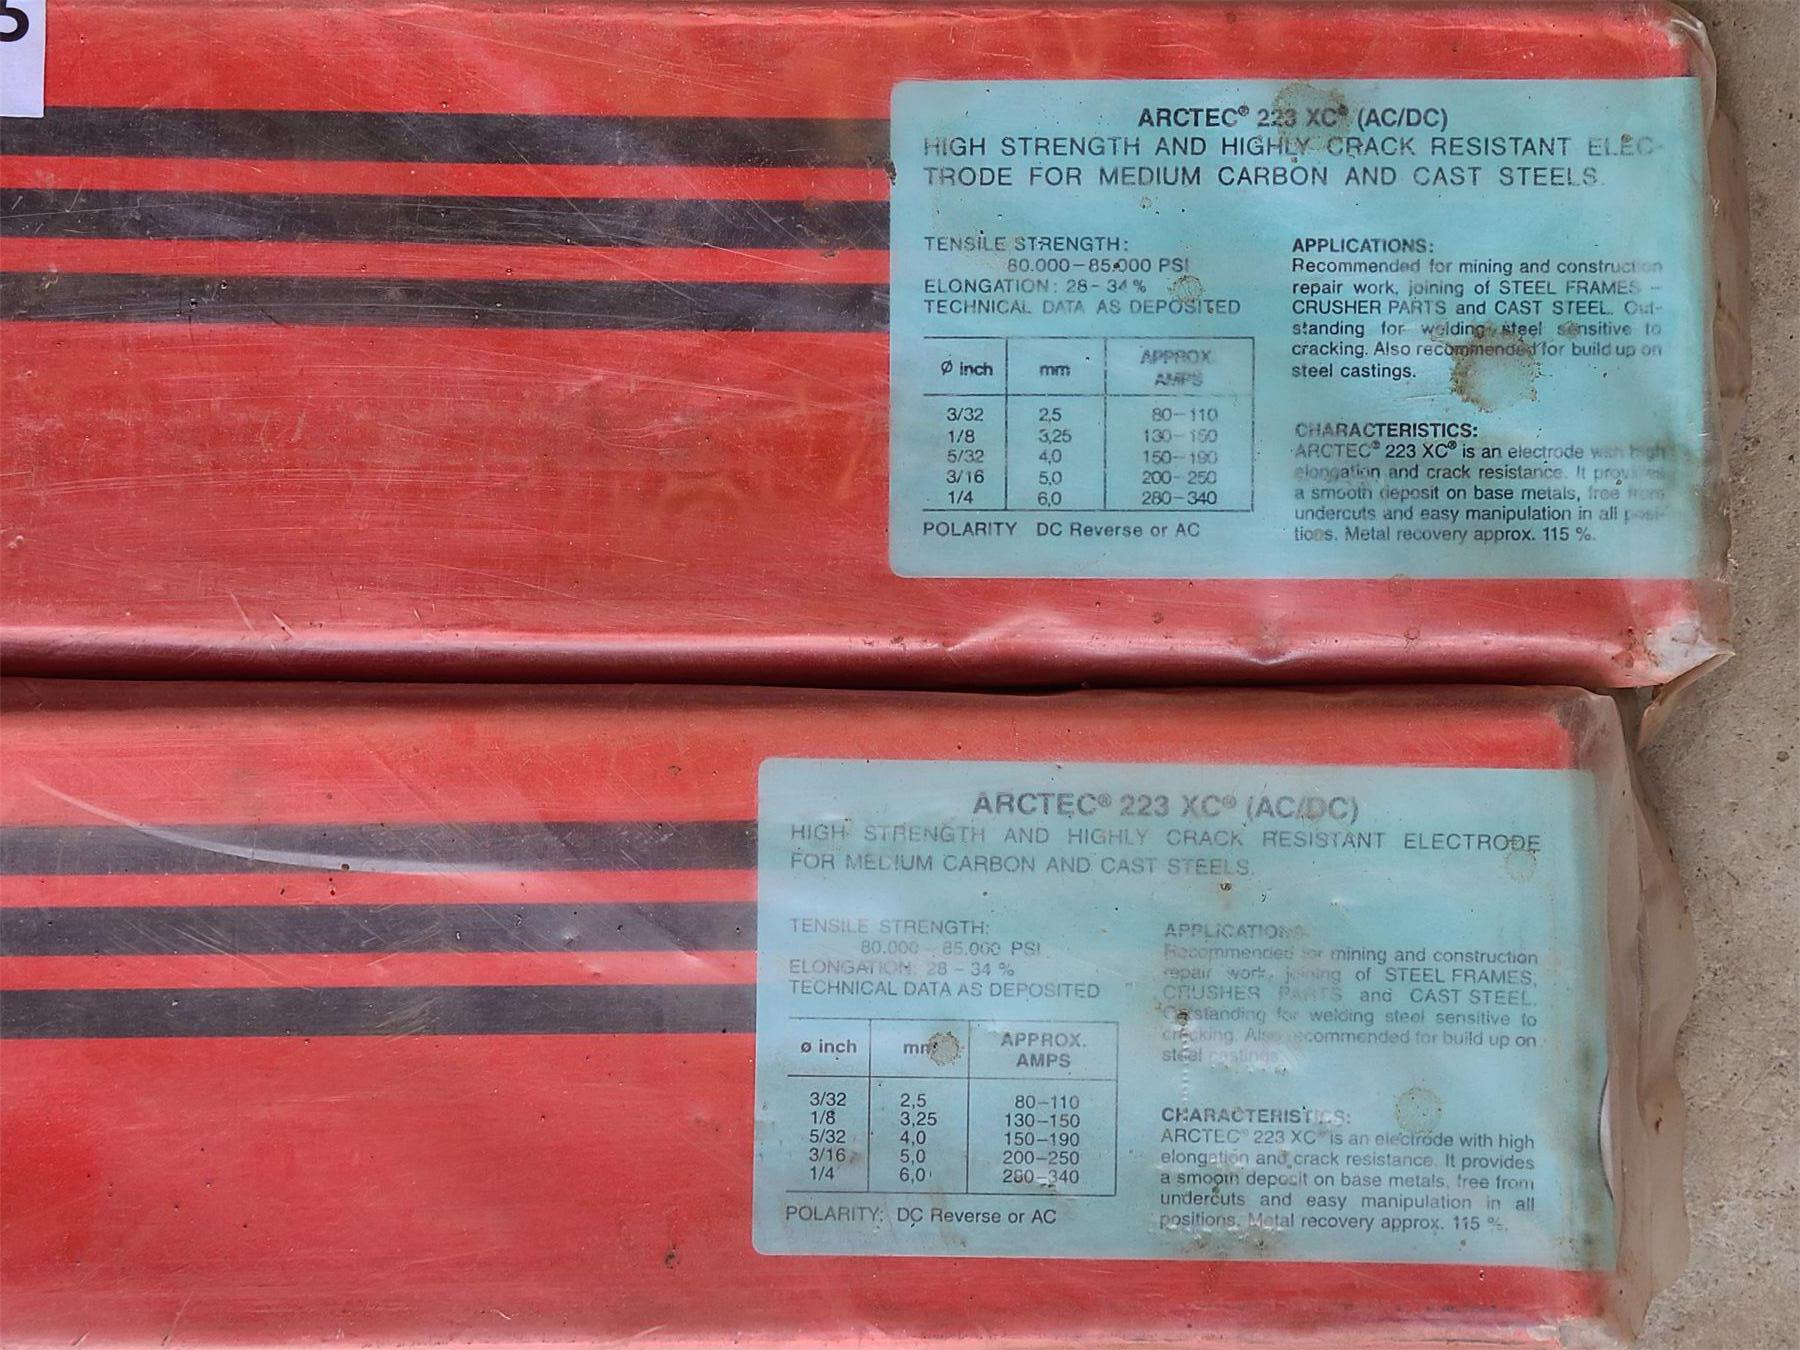 5
ARCTEC® 223 XC® (AC/DC)
HIGH STRENGTH AND HIGHLY CRACK RESISTANT ELEC-
TRODE FOR MEDIUM CARBON AND CAST STEELS.
TENSILE STRENGTH:
80.000–85.000 PSI
ELONGATION: 28 - 34 %
TECHNICAL DATA AS DEPOSITED
Ø inch mm APPROX. AMPS
3/32 2,5 80–110
1/8 3,25 130–150
5/32 4,0 150–190
3/16 5,0 200–250
1/4 6,0 280–340
POLARITY DC Reverse or AC
APPLICATIONS:
Recommended for mining and construction
repair work, joining of STEEL FRAMES –
CRUSHER PARTS and CAST STEEL. Out-
standing for welding steel sensitive to
cracking. Also recommended for build up on
steel castings.
CHARACTERISTICS:
ARCTEC® 223 XC® is an electrode with high
elongation and crack resistance. It provides
a smooth deposit on base metals, free from
undercuts and easy manipulation in all posi-
tions. Metal recovery approx. 115 %.
ARCTEC® 223 XC® (AC/DC)
HIGH STRENGTH AND HIGHLY CRACK RESISTANT ELECTRODE
FOR MEDIUM CARBON AND CAST STEELS.
TENSILE STRENGTH:
80.000 – 85.000 PSI
ELONGATION: 28 – 34 %
TECHNICAL DATA AS DEPOSITED
ø inch mm APPROX. AMPS
3/32 2,5 80–110
1/8 3,25 130–150
5/32 4,0 150–190
3/16 5,0 200–250
1/4 6,0 280–340
POLARITY: DC Reverse or AC
APPLICATIONS:
Recommended for mining and construction
repair work, joining of STEEL FRAMES,
CRUSHER PARTS and CAST STEEL.
Outstanding for welding steel sensitive to
cracking. Also recommended for build up on
steel castings.
CHARACTERISTICS:
ARCTEC® 223 XC® is an electrode with high
elongation and crack resistance. It provides
a smooth deposit on base metals, free from
undercuts and easy manipulation in all
positions. Metal recovery approx. 115 %.